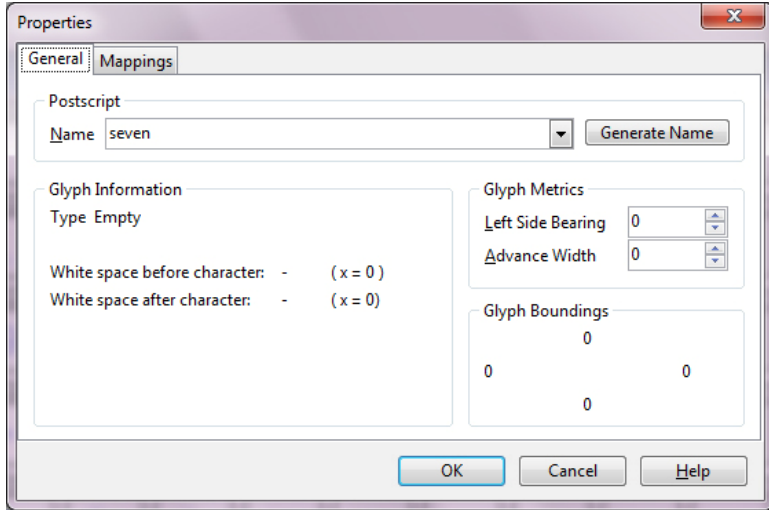 Properties
General Mappings
Postscript
Name seven Generate Name
Glyph Information
Type Empty
White space before character: - ( x = 0 )
White space after character: - ( x = 0)
Glyph Metrics
Left Side Bearing 0
Advance Width 0
Glyph Boundings
0
0 0
0
OK Cancel Help